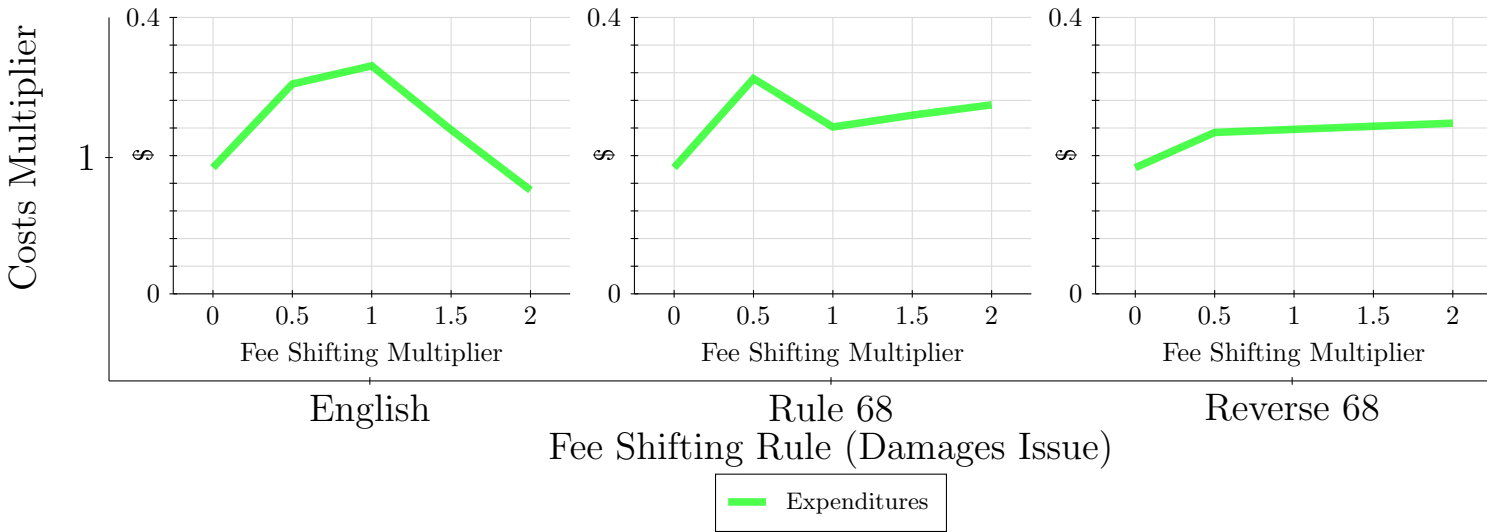 Costs Multiplier
1
0.4
$
0
0 0.5 1 1.5 2
Fee Shifting Multiplier
English
0.4
$
0
0 0.5 1 1.5 2
Fee Shifting Multiplier
Rule 68
0.4
$
0
0 0.5 1 1.5 2
Fee Shifting Multiplier
Reverse 68
Fee Shifting Rule (Damages Issue)
Expenditures